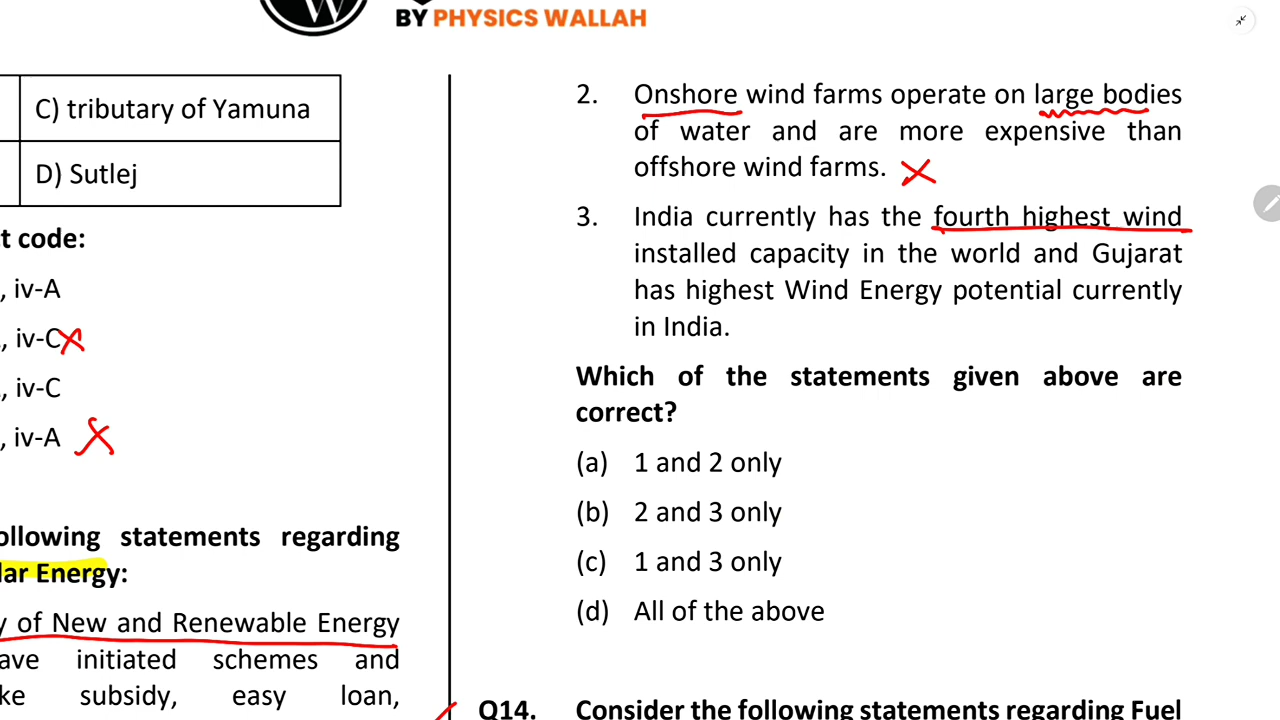 BY PHYSICS WALLAH
C) tributary of Yamuna
D) Sutlej
t code:
, iv-A
, iv-C
, iv-C
, iv-A
ollowing statements regarding
lar Energy:
y of New and Renewable Energy
ave initiated schemes and
ke subsidy, easy loan,
2. Onshore wind farms operate on large bodies
of water and are more expensive than
offshore wind farms.
3. India currently has the fourth highest wind
installed capacity in the world and Gujarat
has highest Wind Energy potential currently
in India.
Which of the statements given above are
correct?
(a) 1 and 2 only
(b) 2 and 3 only
(c) 1 and 3 only
(d) All of the above
Q14. Consider the following statements regarding Fuel